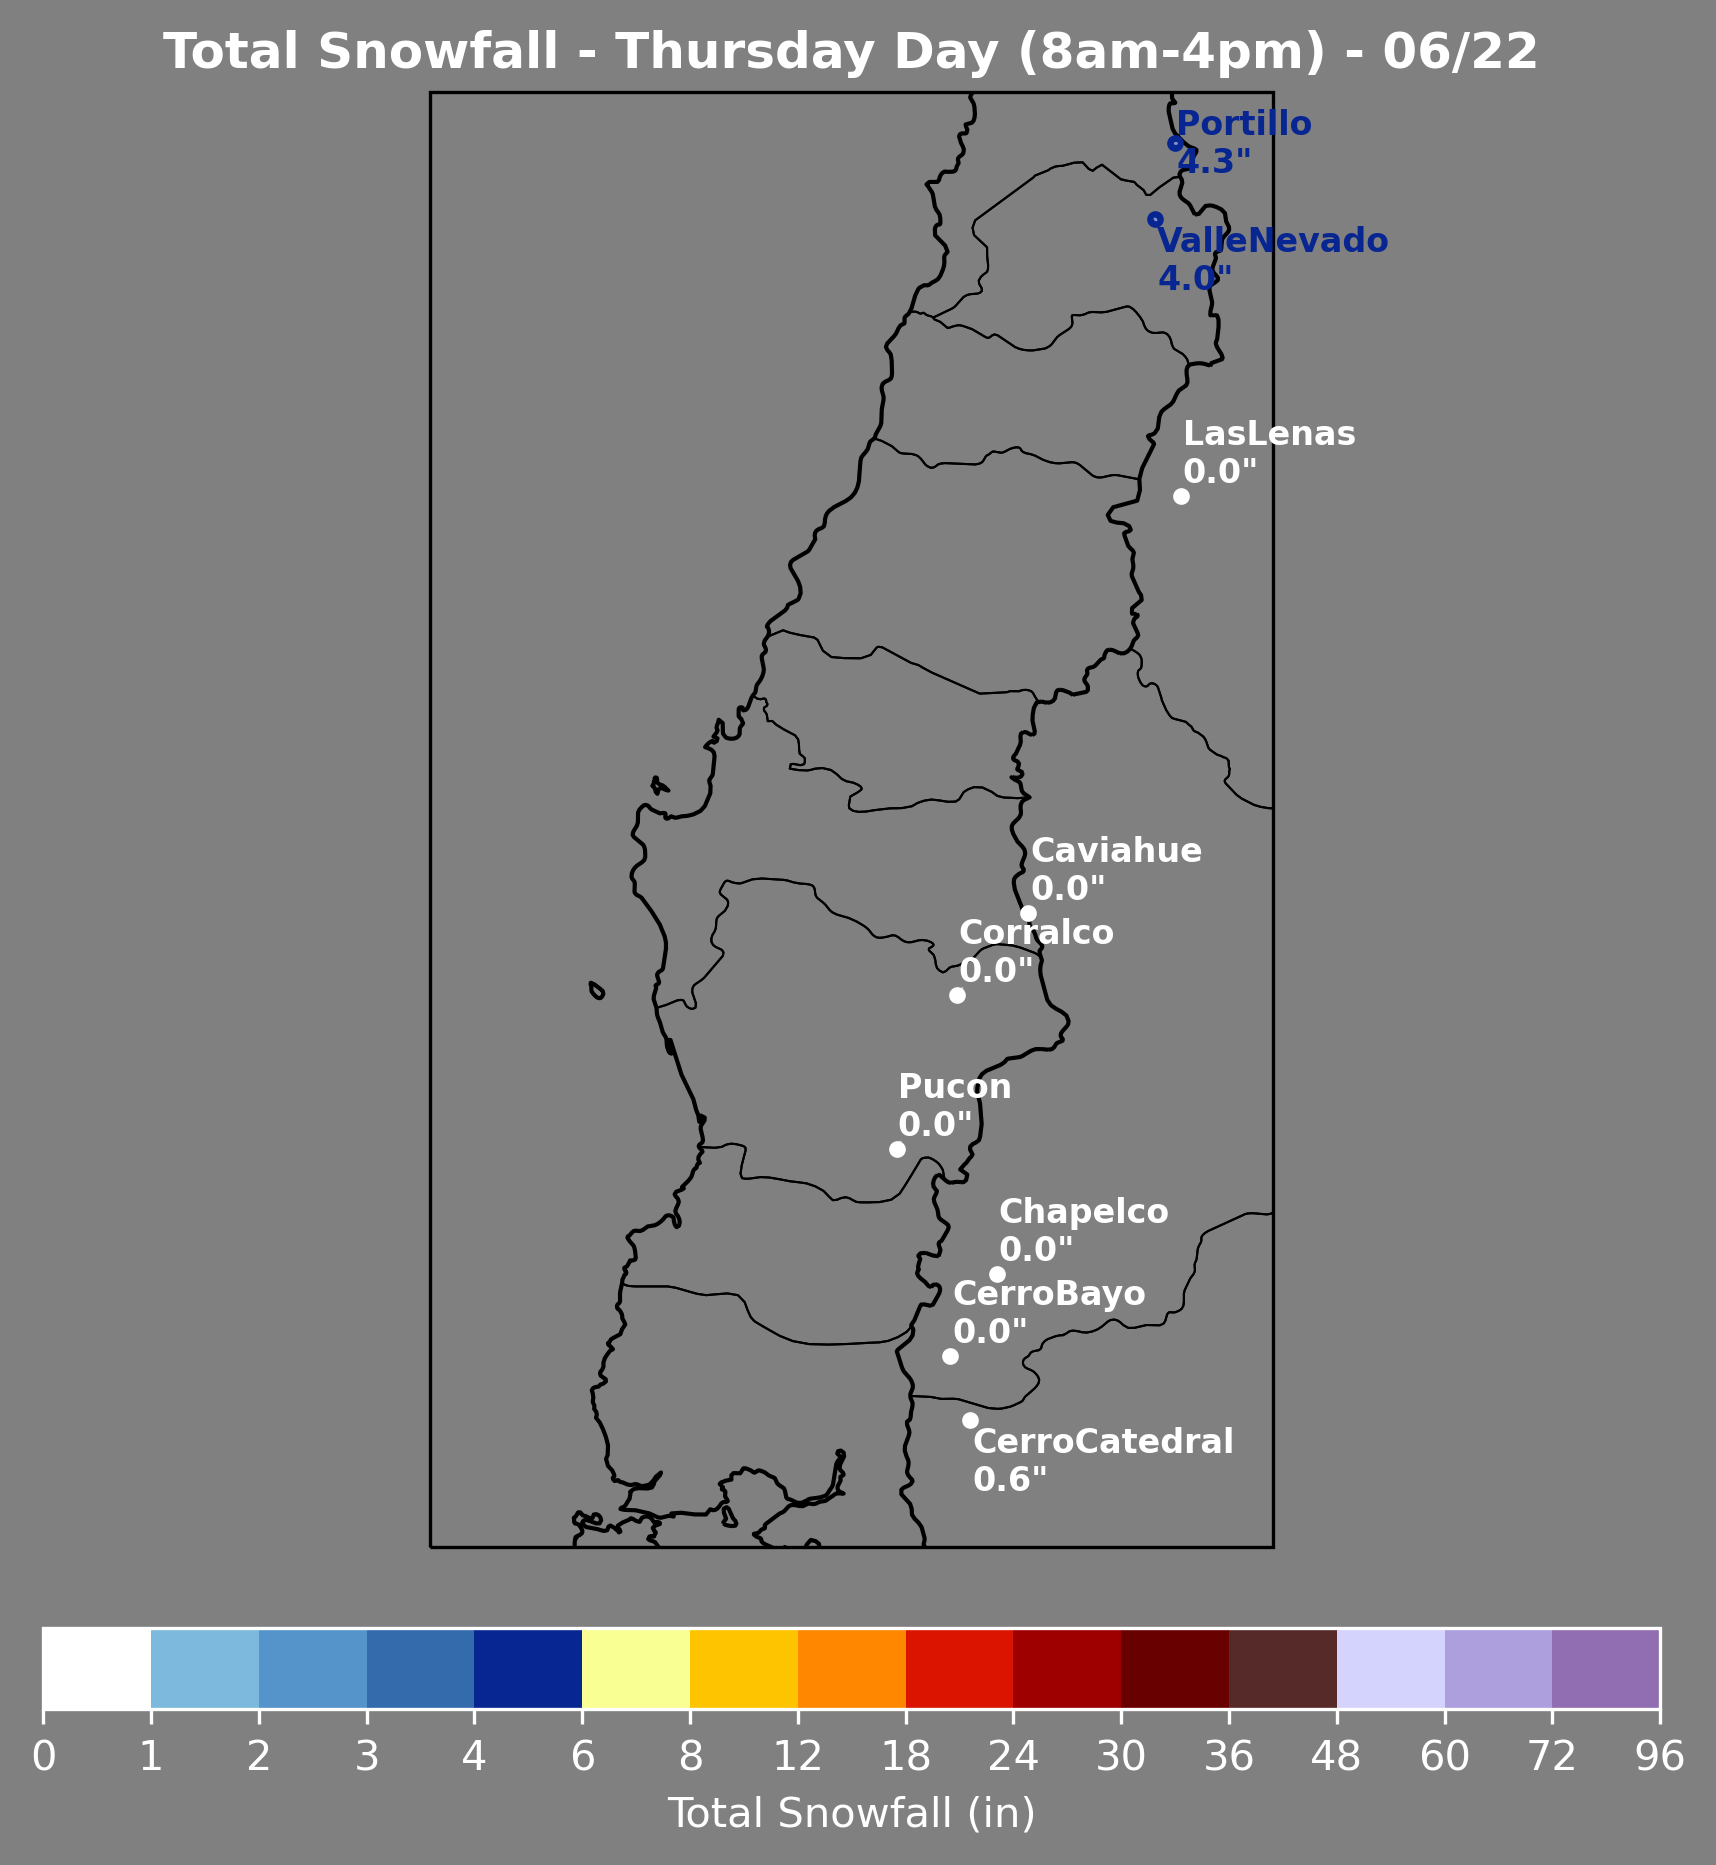 Total Snowfall - Thursday Day (8am-4pm) - 06/22
Portillo
4.3"
ValleNevado
4.0"
LasLenas
0.0"
Caviahue
0.0"
Corralco
0.0"
Pucon
0.0"
Chapelco
0.0"
CerroBayo
0.0"
CerroCatedral
0.6"
0 1 2 3 4 6 8 12 18 24 30 36 48 60 72 96
Total Snowfall (in)